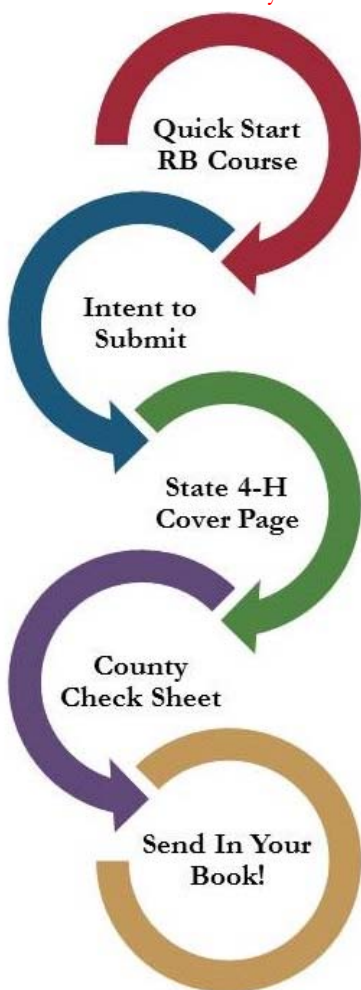 Quick Start
RB Course
Intent to
Submit
State 4-H
Cover Page
County
Check Sheet
Send In Your
Book!